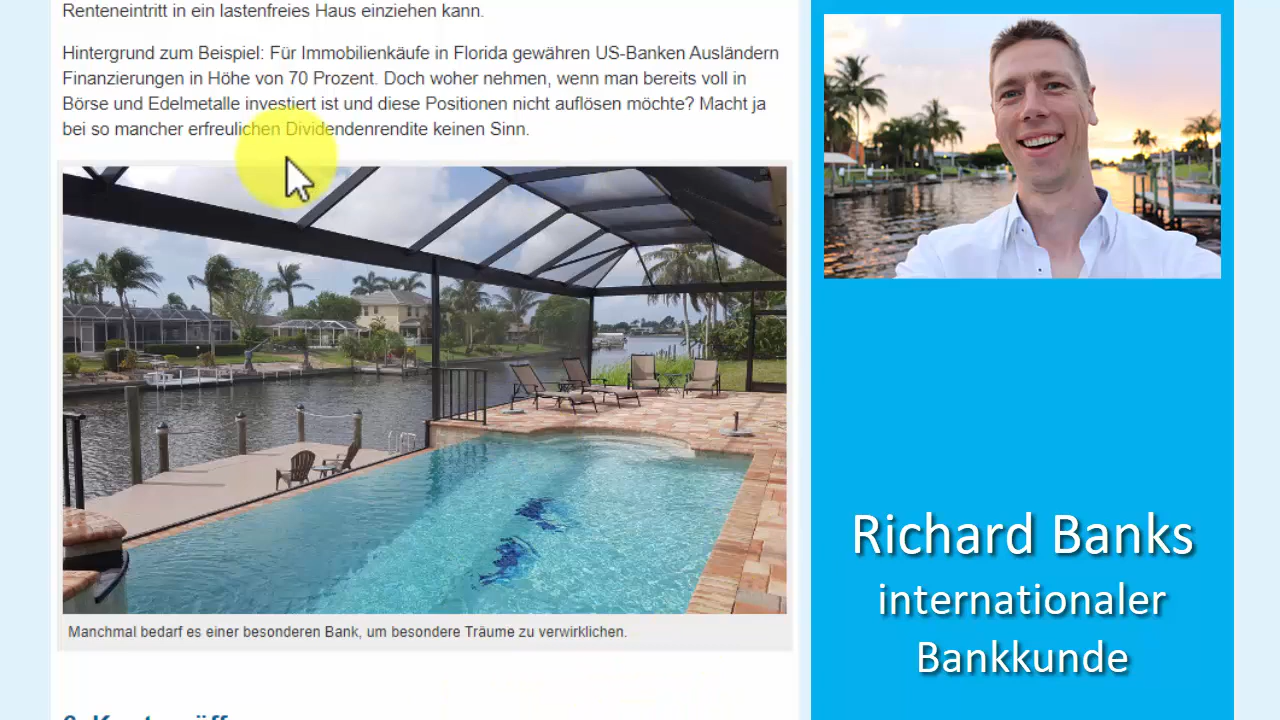 Renteneintritt in ein lastenfreies Haus einziehen kann.
Hintergrund zum Beispiel: Für Immobilienkäufe in Florida gewähren US-Banken Ausländern
Finanzierungen in Höhe von 70 Prozent. Doch woher nehmen, wenn man bereits voll in
Börse und Edelmetalle investiert ist und diese Positionen nicht auflösen möchte? Macht ja
bei so mancher erfreulichen Dividendenrendite keinen Sinn.
Manchmal bedarf es einer besonderen Bank, um besondere Träume zu verwirklichen.
Richard Banks
internationaler
Bankkunde